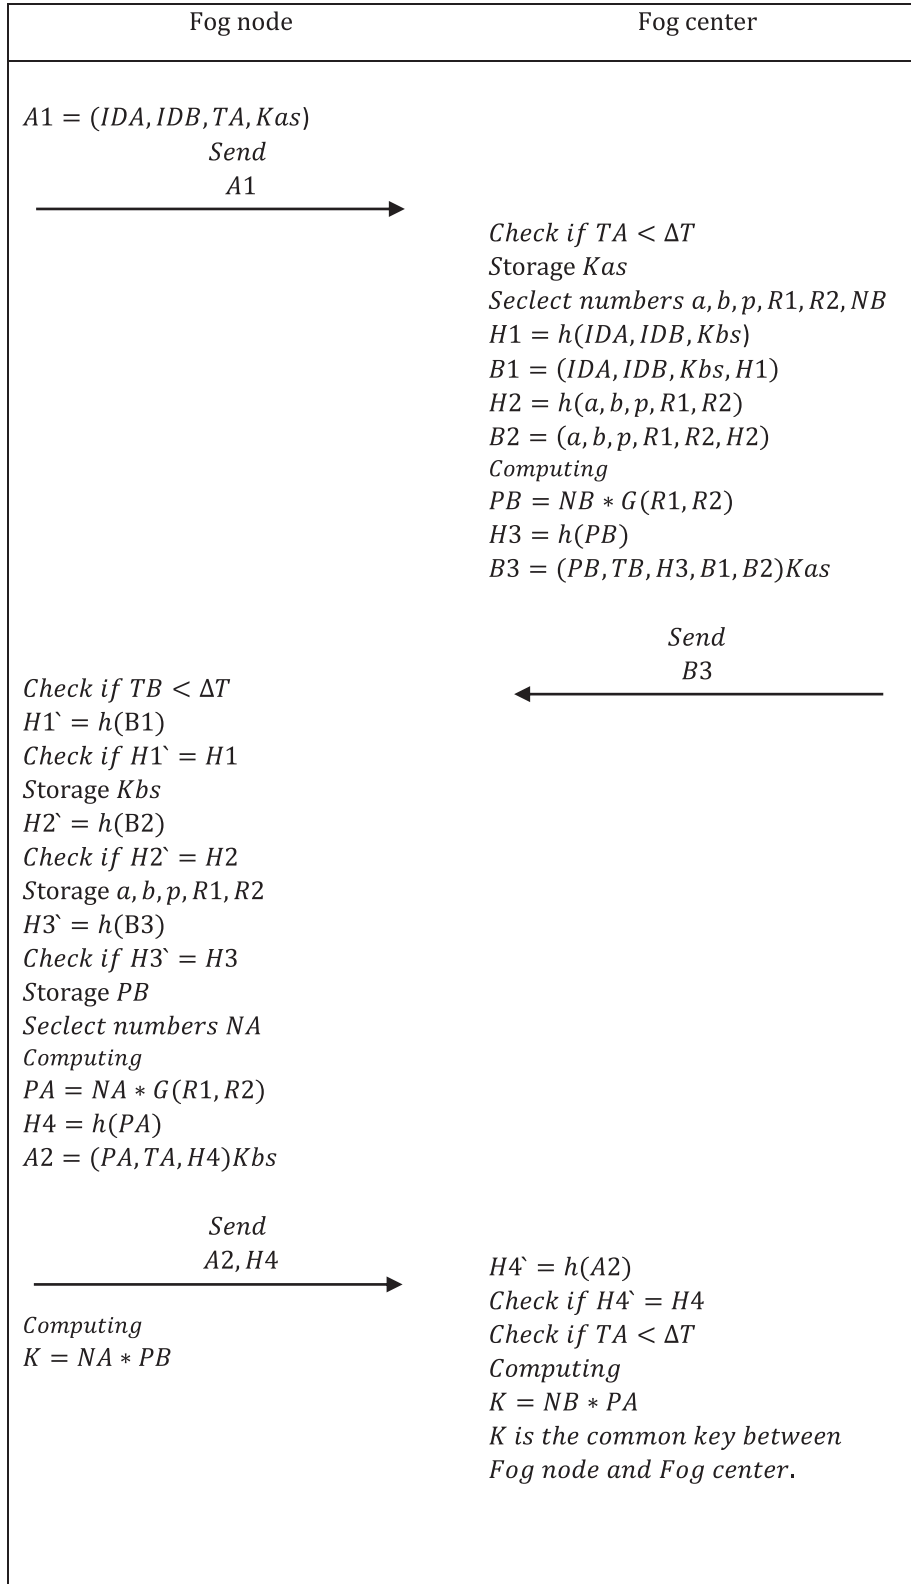 Fog node
Fog center
A1 = (IDA, IDB, TA, Kas)
Send
A1
Check if TA < ΔT
Storage Kas
Seclect numbers a, b, p, R1, R2, NB
H1 = h(IDA, IDB, Kbs)
B1 = (IDA, IDB, Kbs, H1)
H2 = h(a, b, p, R1, R2)
B2 = (a, b, p, R1, R2, H2)
Computing
PB = NB * G(R1, R2)
H3 = h(PB)
B3 = (PB, TB, H3, B1, B2)Kas
Send
B3
Check if TB < ΔT
H1` = h(B1)
Check if H1` = H1
Storage Kbs
H2` = h(B2)
Check if H2` = H2
Storage a, b, p, R1, R2
H3` = h(B3)
Check if H3` = H3
Storage PB
Seclect numbers NA
Computing
PA = NA * G(R1, R2)
H4 = h(PA)
A2 = (PA, TA, H4)Kbs
Send
A2, H4
Computing
K = NA * PB
H4` = h(A2)
Check if H4` = H4
Check if TA < ΔT
Computing
K = NB * PA
K is the common key between
Fog node and Fog center.